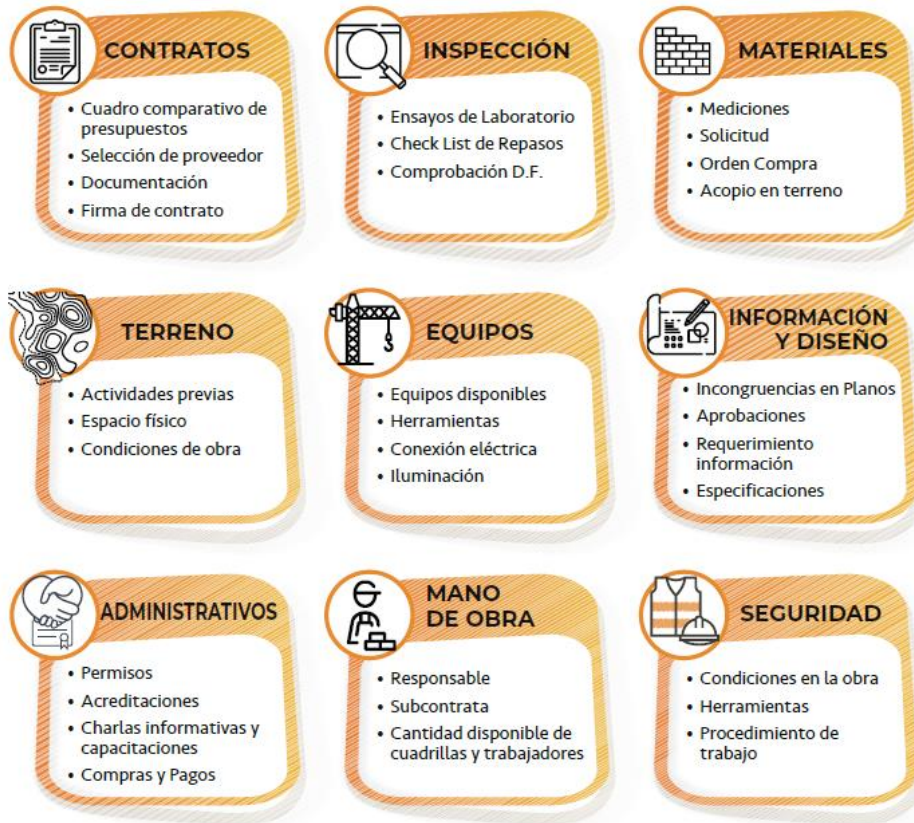 CONTRATOS
• Cuadro comparativo de
presupuestos
• Selección de proveedor
• Documentación
• Firma de contrato
INSPECCIÓN
• Ensayos de Laboratorio
• Check List de Repasos
• Comprobación D.F.
MATERIALES
• Mediciones
• Solicitud
• Orden Compra
• Acopio en terreno
TERRENO
• Actividades previas
• Espacio físico
• Condiciones de obra
EQUIPOS
• Equipos disponibles
• Herramientas
• Conexión eléctrica
• Iluminación
INFORMACIÓN
Y DISEÑO
• Incongruencias en Planos
• Aprobaciones
• Requerimiento
información
• Especificaciones
ADMINISTRATIVOS
• Permisos
• Acreditaciones
• Charlas informativas y
capacitaciones
• Compras y Pagos
MANO
DE OBRA
• Responsable
• Subcontrata
• Cantidad disponible de
cuadrillas y trabajadores
SEGURIDAD
• Condiciones en la obra
• Herramientas
• Procedimiento de
trabajo